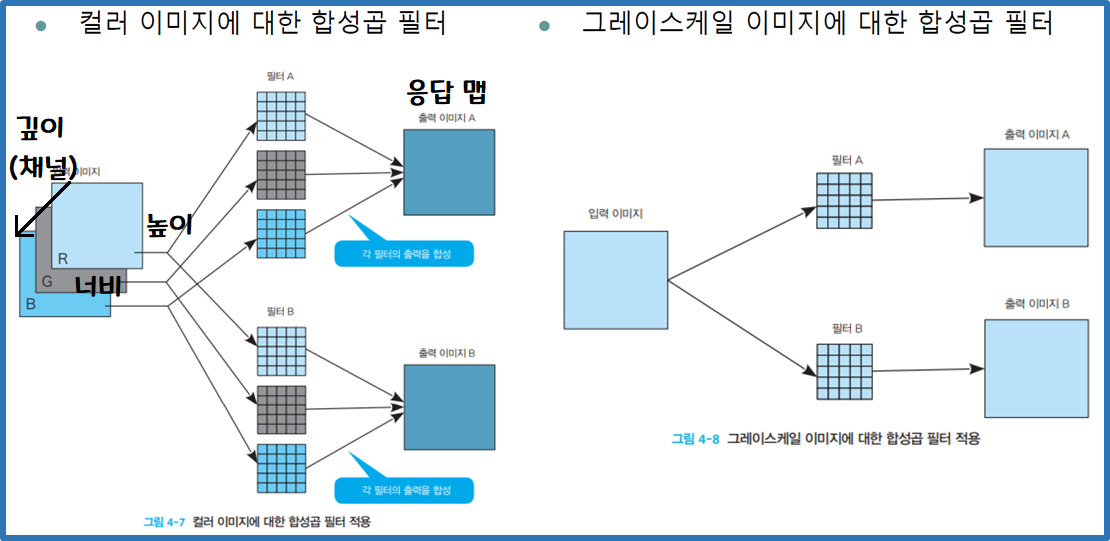 컬러 이미지에 대한 합성곱 필터
필터 A
응답 맵
출력 이미지 A
깊이
(채널)
이미지
높이
R
G
너비
B
각 필터의 출력을 합성
필터 B
출력 이미지 B
각 필터의 출력을 합성
그림 4-7 컬러 이미지에 대한 합성곱 필터 적용
그레이스케일 이미지에 대한 합성곱 필터
출력 이미지 A
필터 A
입력 이미지
출력 이미지 B
필터 B
그림 4-8 그레이스케일 이미지에 대한 합성곱 필터 적용